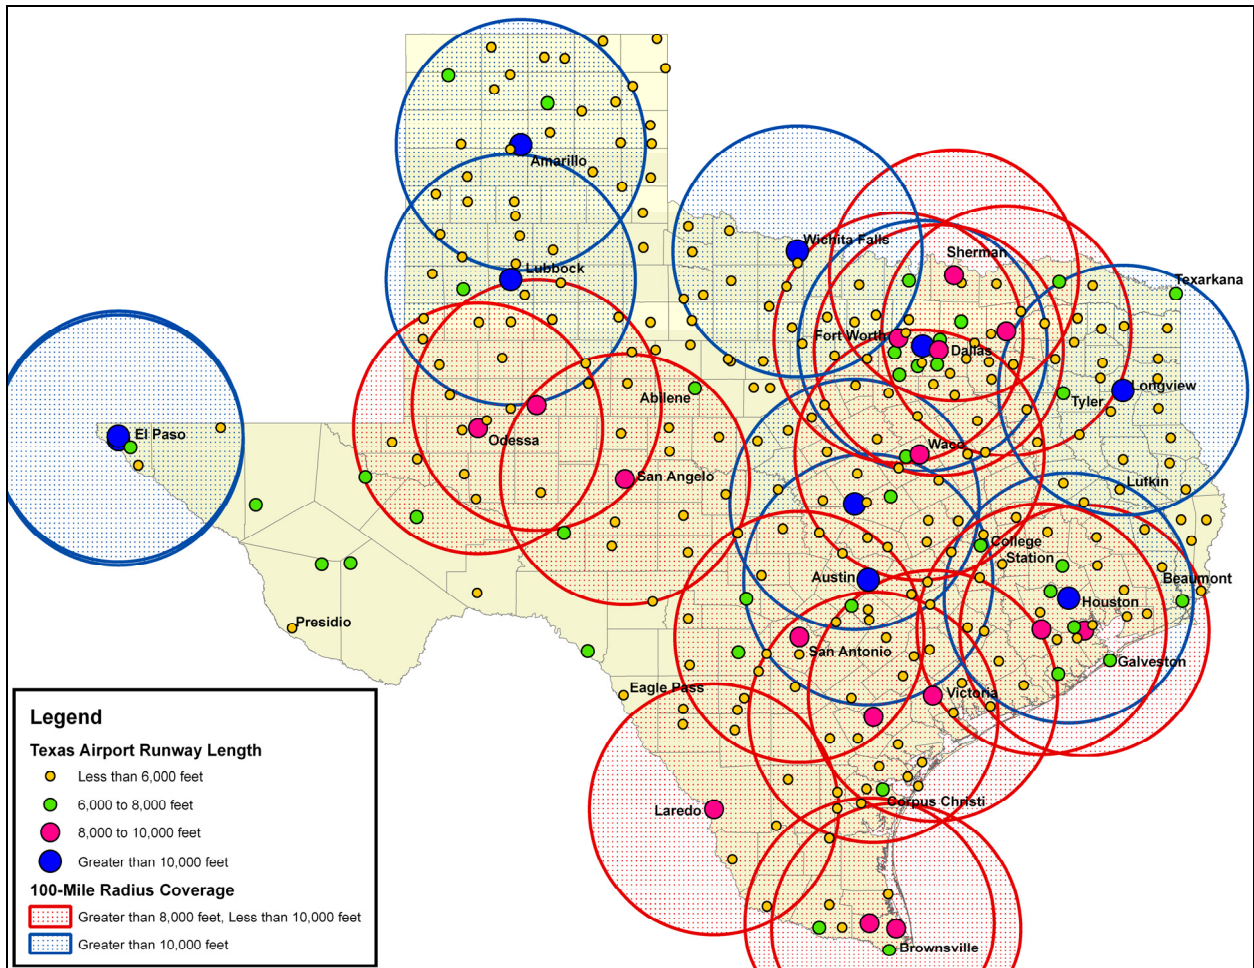 Amarillo
Wichita Falls
Sherman
Lubbock
Texarkana
Fort Worth
Dallas
Longview
Abilene
Tyler
El Paso
Odessa
Waco
San Angelo
Lufkin
College
Station
Austin
Beaumont
Houston
Presidio
San Antonio
Galveston
Eagle Pass
Victoria
Laredo
Corpus Christi
Brownsville
Legend
Texas Airport Runway Length
Less than 6,000 feet
6,000 to 8,000 feet
8,000 to 10,000 feet
Greater than 10,000 feet
100-Mile Radius Coverage
Greater than 8,000 feet, Less than 10,000 feet
Greater than 10,000 feet